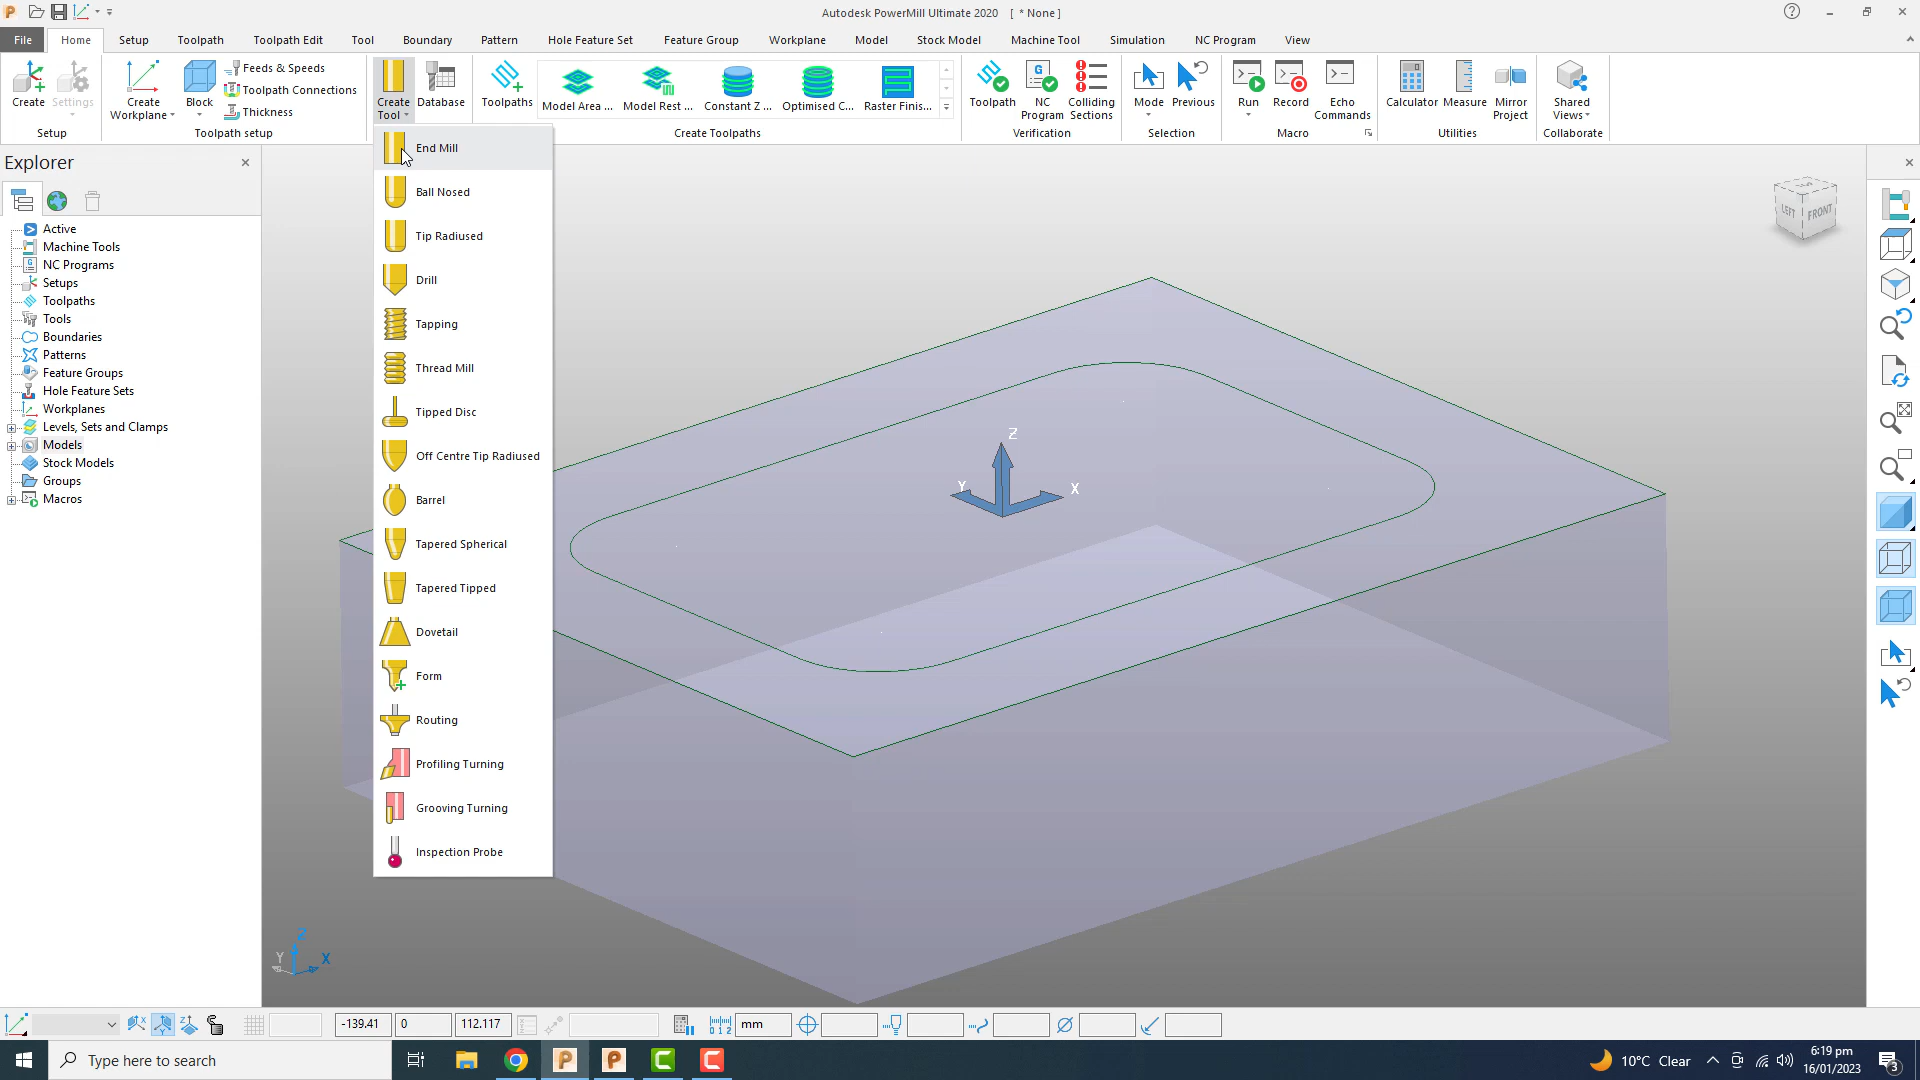 Autodesk PowerMill Ultimate 2020 [ * None ]
File Home Setup Toolpath Toolpath Edit Tool Boundary Pattern Hole Feature Set Feature Group Workplane Model Stock Model Machine Tool Simulation NC Program View
Create
Settings
Setup
Create Workplane
Block
Feeds & Speeds
Toolpath Connections
Thickness
Toolpath setup
Create Tool
Database
Toolpaths
Model Area ...
Model Rest ...
Constant Z ...
Optimised C...
Raster Finis...
Create Toolpaths
Toolpath
NC Program
Colliding Sections
Verification
Mode
Previous
Selection
Run
Record
Echo Commands
Macro
Calculator
Measure
Mirror Project
Utilities
Shared Views
Collaborate
Explorer
Active
Machine Tools
NC Programs
Setups
Toolpaths
Tools
Boundaries
Patterns
Feature Groups
Hole Feature Sets
Workplanes
Levels, Sets and Clamps
Models
Stock Models
Groups
Macros
End Mill
Ball Nosed
Tip Radiused
Drill
Tapping
Thread Mill
Tipped Disc
Off Centre Tip Radiused
Barrel
Tapered Spherical
Tapered Tipped
Dovetail
Form
Routing
Profiling Turning
Grooving Turning
Inspection Probe
LEFT FRONT
Z
Y X
Z
Y X
-139.41 0 112.117 mm
Type here to search
10°C Clear
6:19 pm
16/01/2023
3